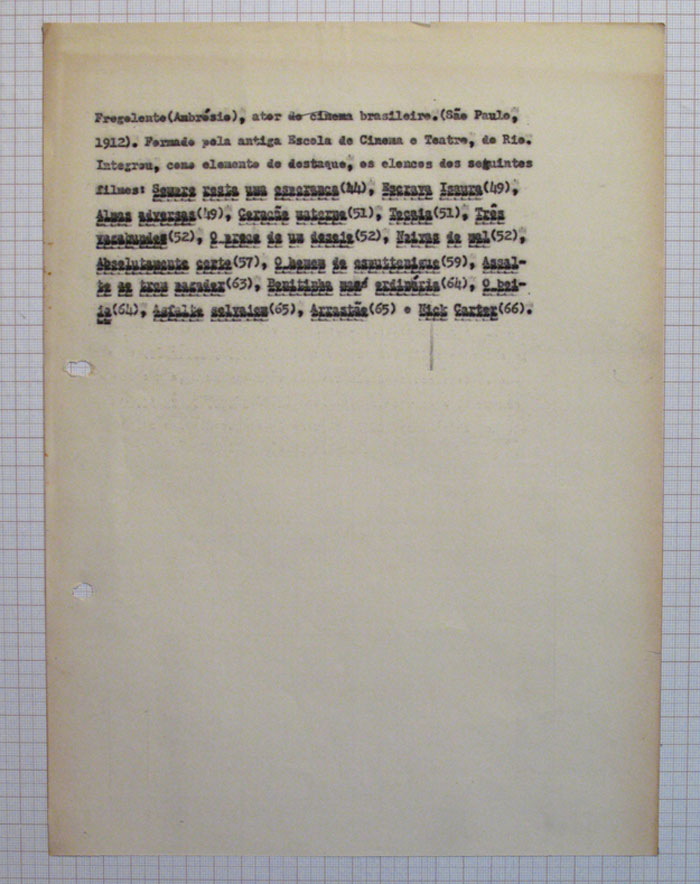 Fregolente(Ambrósio), ator de cinema brasileiro.(São Paulo,
1912). Formado pela antiga Escola de Cinema e Teatro, do Rio.
Integrou, como elemento de destaque, os elencos dos seguintes
filmes: Sempre resta uma esperança(44), Escrava Isaura(49),
Almas adversas(49), Coração materno(51), Tocaia(51), Três
vagabundos(52), O preço de um desejo(52), Noivas do mal(52),
Absolutamente certo(57), O homem do esputinique(59), Assal-
to ao trem pagador(63), Bonitinha mas ordinária(64), O bei-
jo(64), Asfalto selvagem(65), Arrastão(65) e Nick Carter(66).